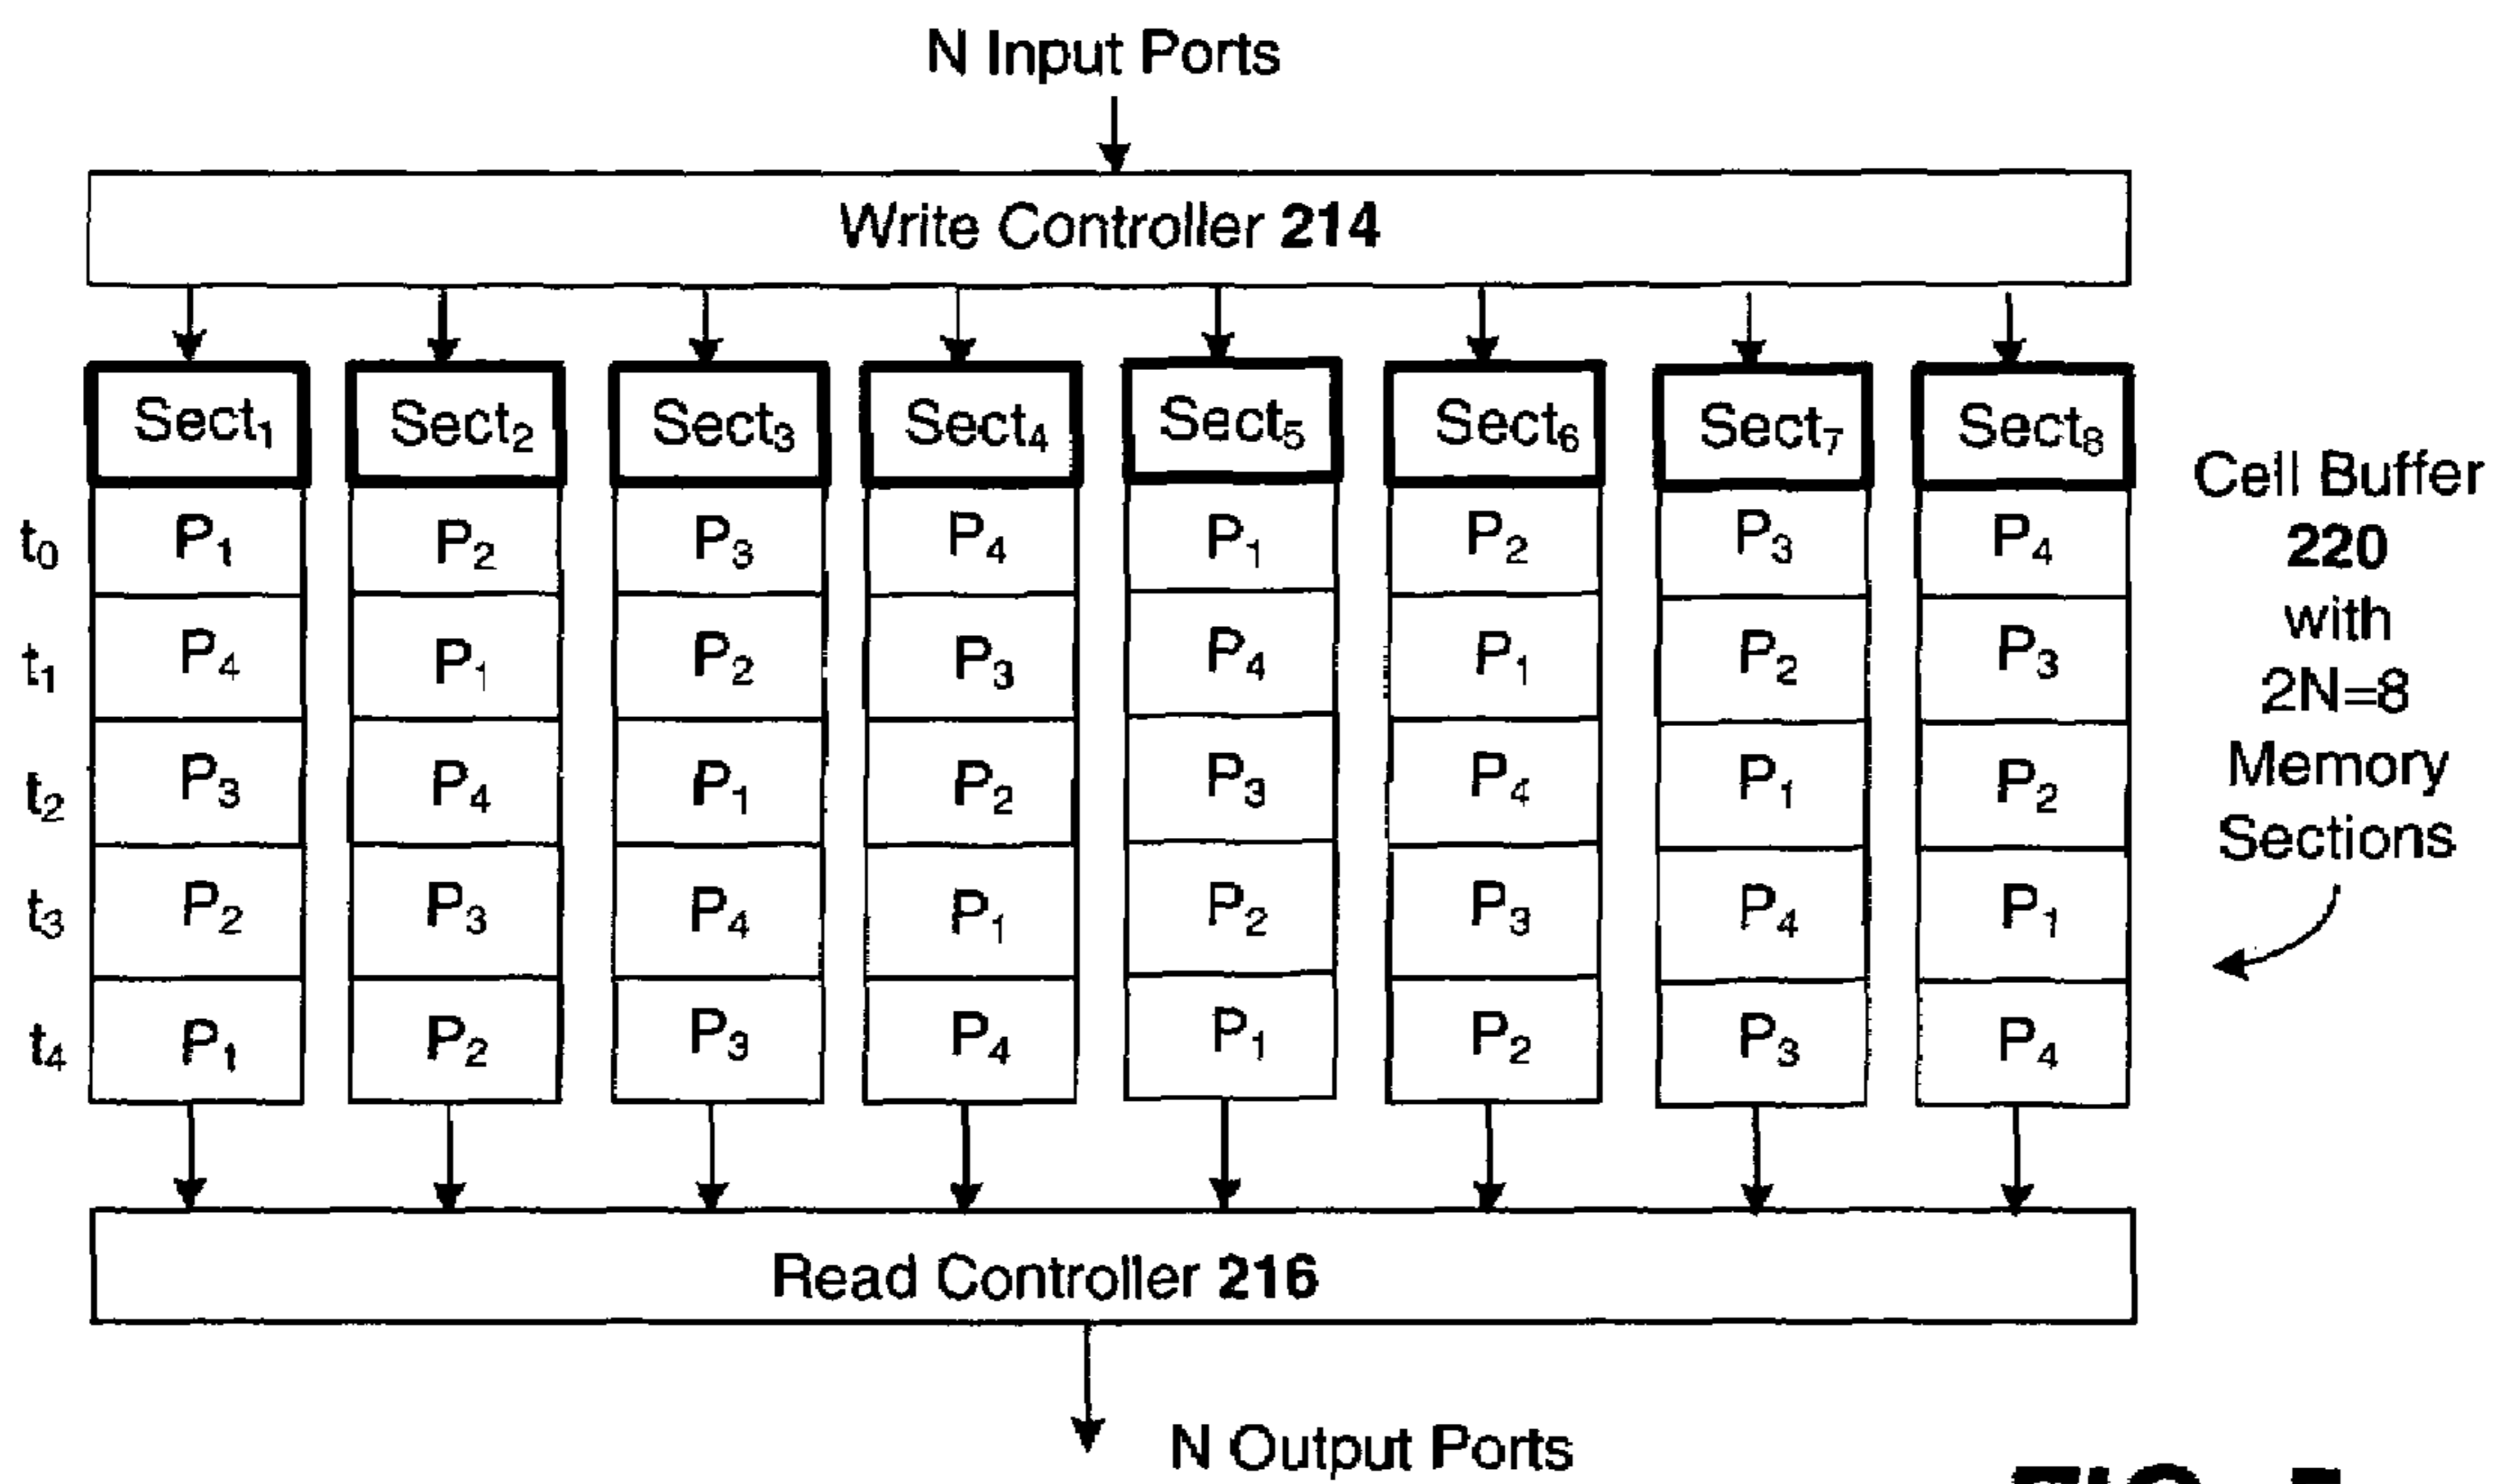 N Input Ports
Write Controller 214
Sect1 Sect2 Sect3 Sect4 Sect5 Sect6 Sect7 Sect8
t0 P1 P2 P3 P4 P1 P2 P3 P4
t1 P4 P1 P2 P3 P4 P1 P2 P3
t2 P3 P4 P1 P2 P3 P4 P1 P2
t3 P2 P3 P4 P1 P2 P3 P4 P1
t4 P1 P2 P3 P4 P1 P2 P3 P4
Cell Buffer
220
with
2N=8
Memory
Sections
Read Controller 216
N Output Ports